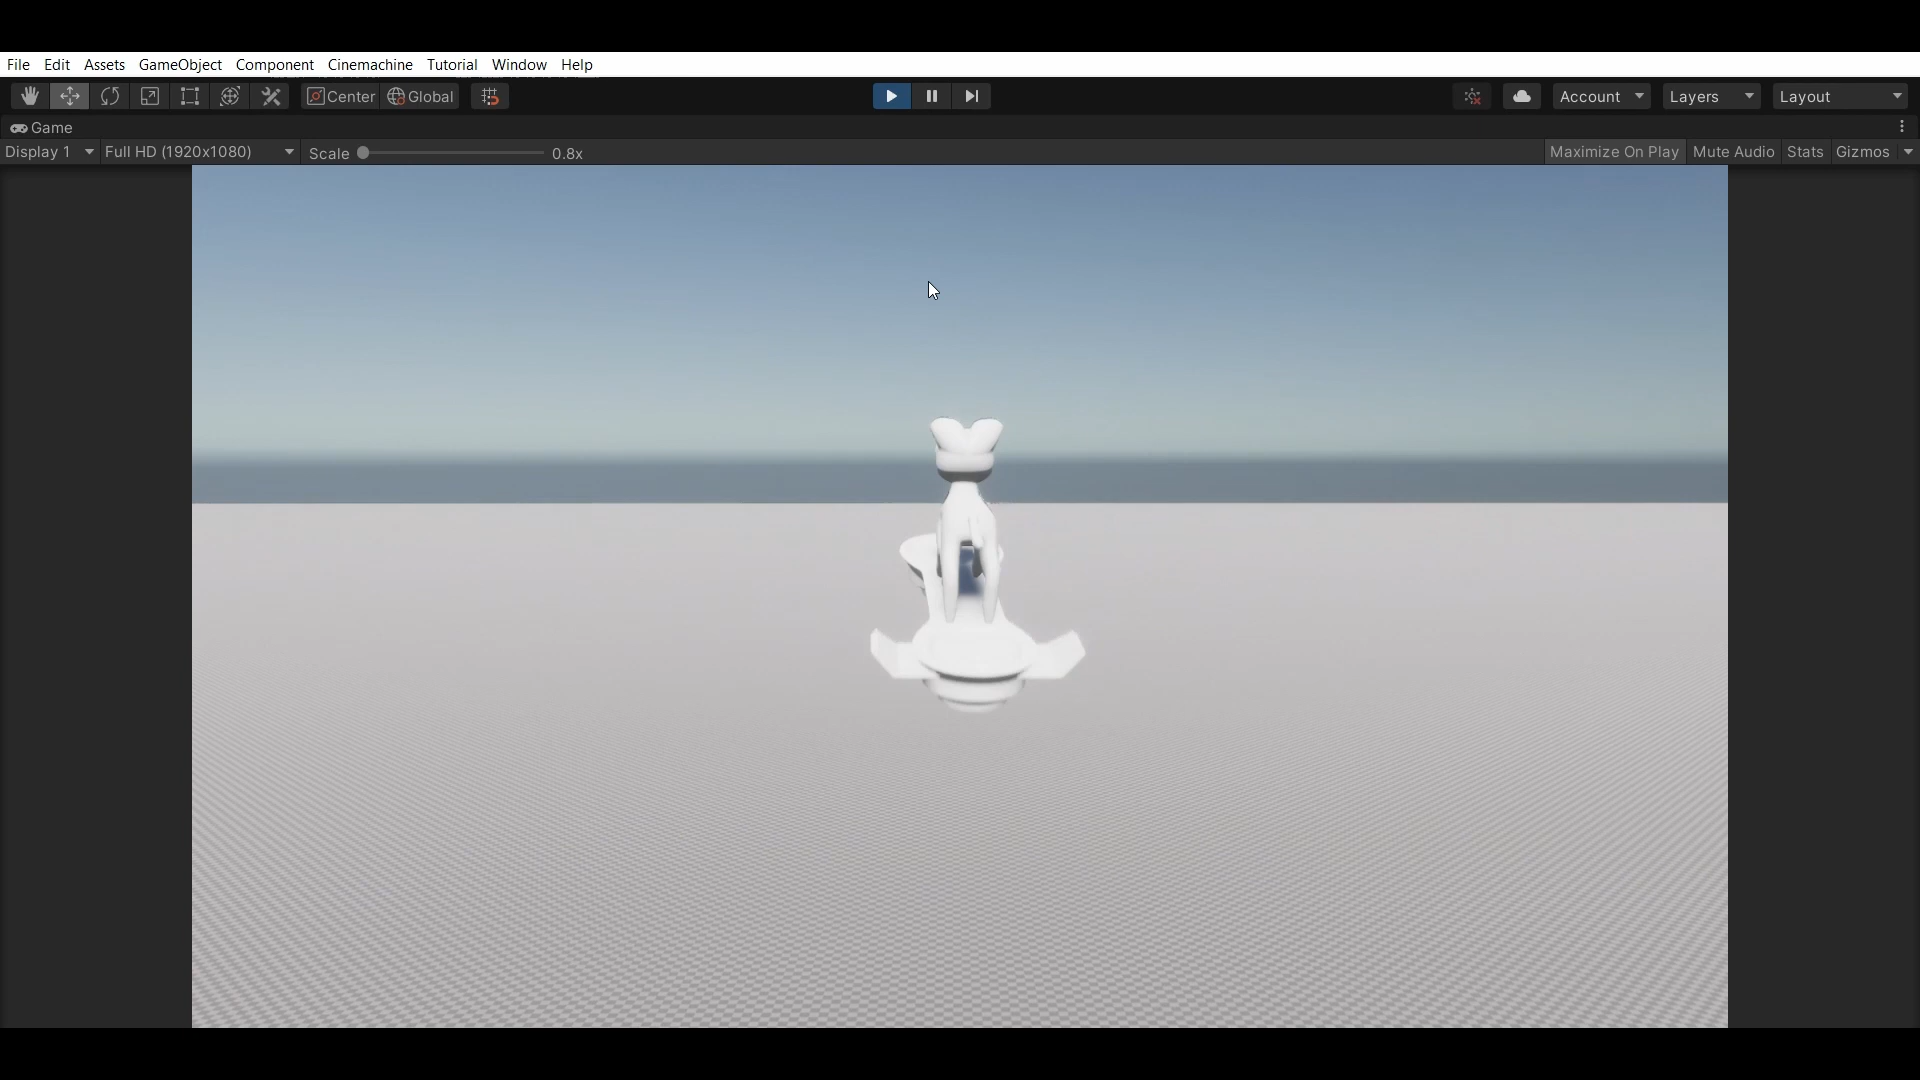 File Edit Assets GameObject Component Cinemachine Tutorial Window Help
Center Global Account Layers Layout
Game
Display 1 Full HD (1920x1080) Scale 0.8x Maximize On Play Mute Audio Stats Gizmos